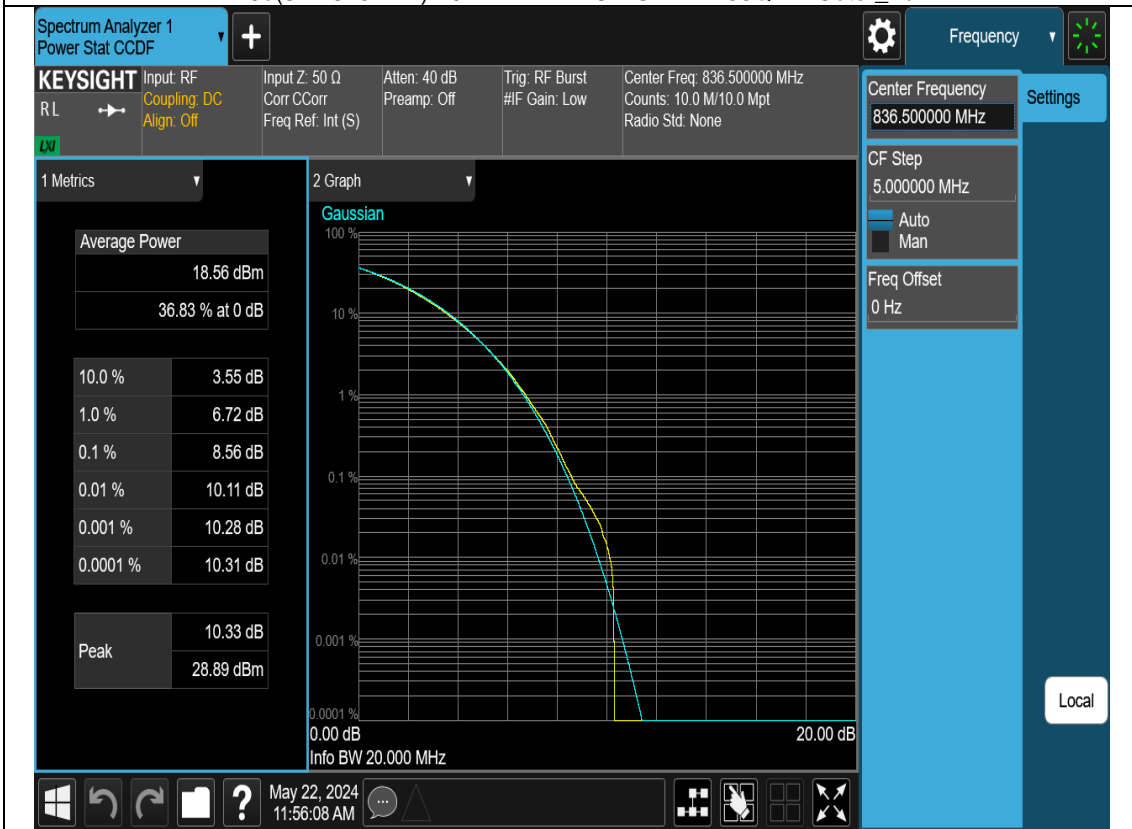 Spectrum Analyzer 1
Power Stat CCDF
Frequency
KEYSIGHT
R L
LXI
Input: RF
Coupling: DC
Align: Off
Input Z: 50 Ω
Corr CCorr
Freq Ref: Int (S)
Atten: 40 dB
Preamp: Off
Trig: RF Burst
#IF Gain: Low
Center Freq: 836.500000 MHz
Counts: 10.0 M/10.0 Mpt
Radio Std: None
Center Frequency
836.500000 MHz
Settings
CF Step
5.000000 MHz
Auto
Man
Freq Offset
0 Hz
Local
1 Metrics
Average Power
18.56 dBm
36.83 % at 0 dB
10.0 % 3.55 dB
1.0 % 6.72 dB
0.1 % 8.56 dB
0.01 % 10.11 dB
0.001 % 10.28 dB
0.0001 % 10.31 dB
Peak 10.33 dB
28.89 dBm
2 Graph
Gaussian
100 %
10 %
1 %
0.1 %
0.01 %
0.001 %
0.0001 %
0.00 dB 20.00 dB
Info BW 20.000 MHz
?
May 22, 2024
11:56:08 AM